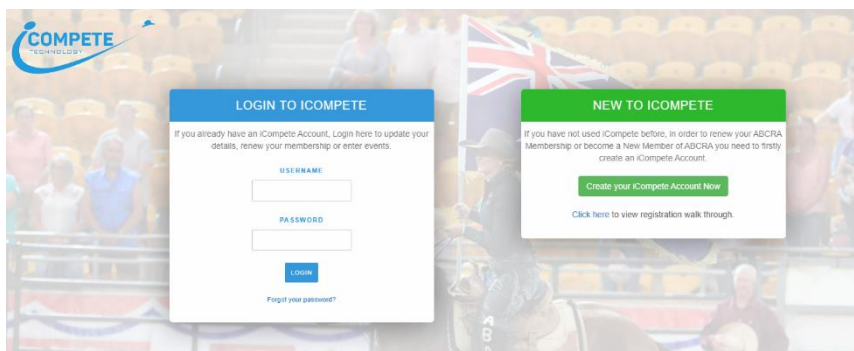 iCOMPETE
TECHNOLOGY
LOGIN TO ICOMPETE
If you already have an iCompete Account, Login here to update your
details, renew your membership or enter events.
USERNAME
PASSWORD
LOGIN
Forgot your password?
NEW TO ICOMPETE
If you have not used iCompete before, in order to renew your ABCRA
Membership or become a New Member of ABCRA you need to firstly
create an iCompete Account.
Create your iCompete Account Now
Click here to view registration walk through.
A
B